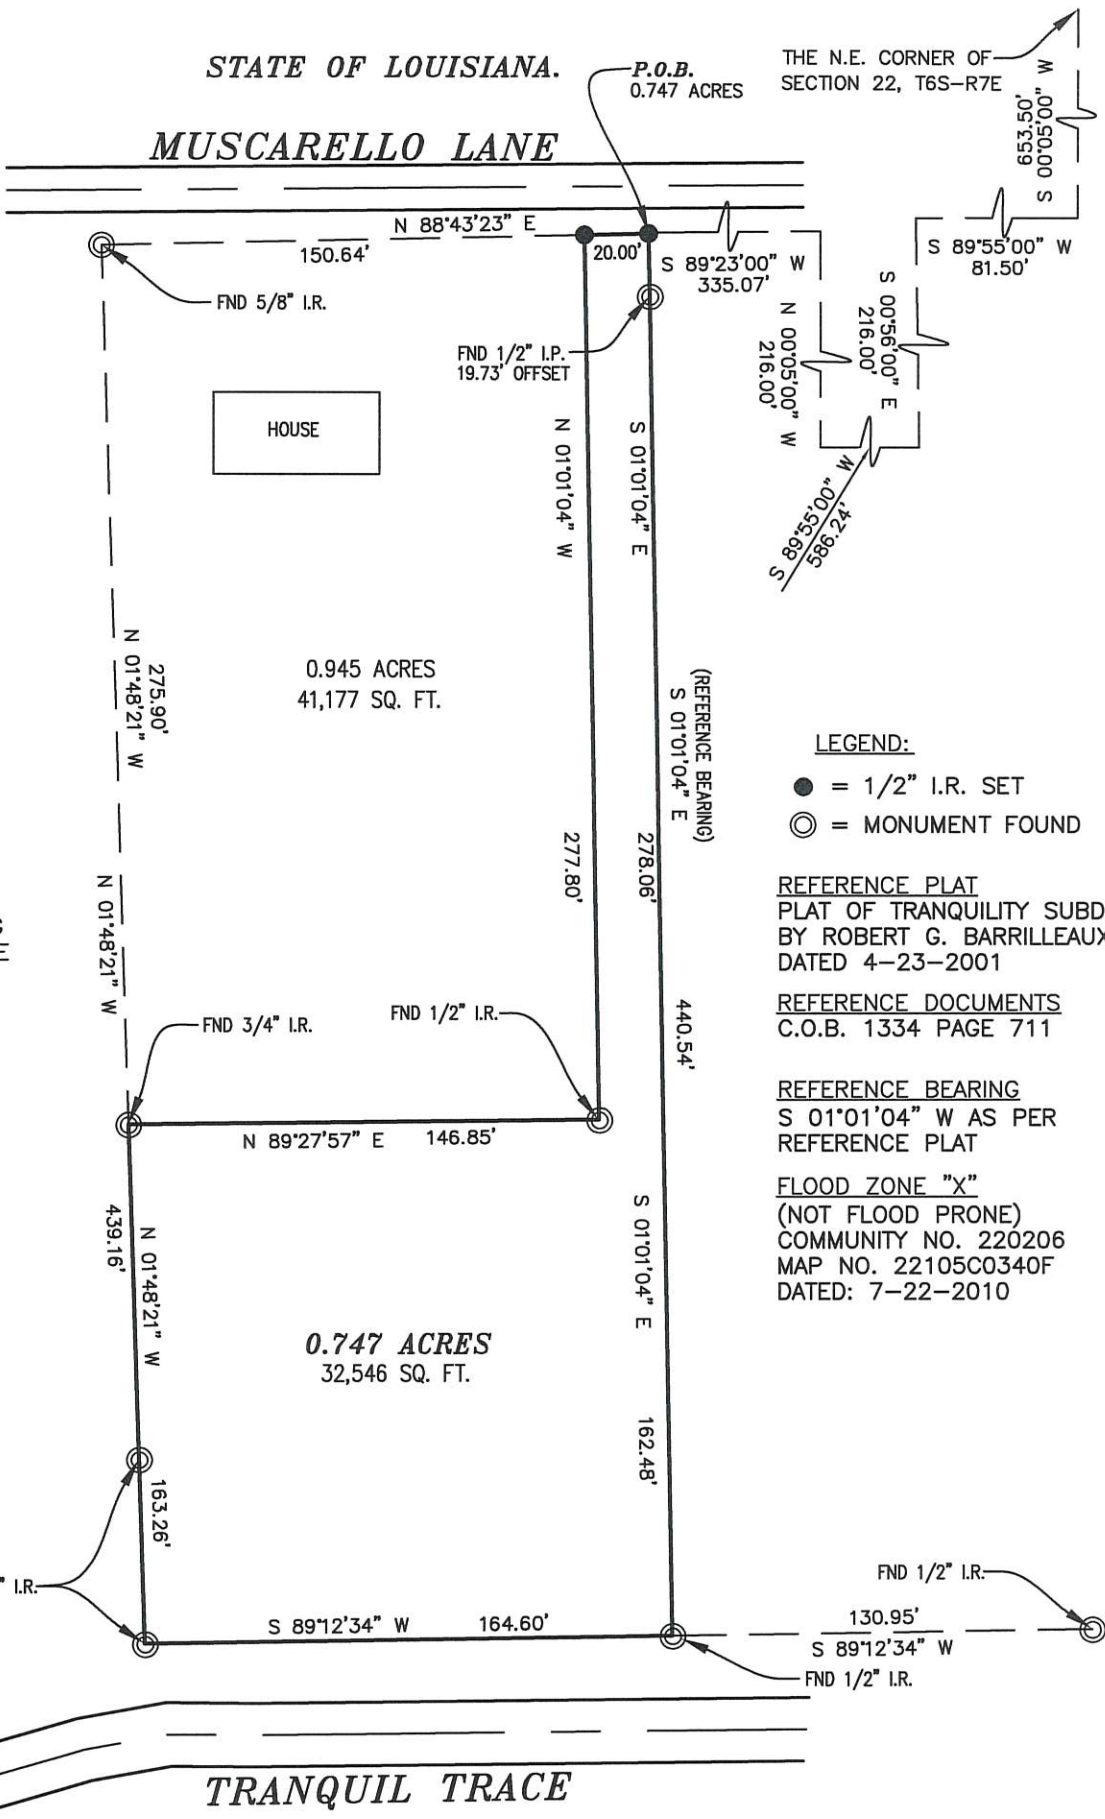 STATE OF LOUISIANA.
P.O.B.
0.747 ACRES
THE N.E. CORNER OF
SECTION 22, T6S-R7E
S 00°05'00" W
653.50'
MUSCARELLO LANE
N 88°43'23" E
150.64'
20.00'
S 89°23'00" W
335.07'
S 89°55'00" W
81.50'
FND 5/8" I.R.
FND 1/2" I.P.
19.73' OFFSET
N 00°05'00" W
216.00'
S 00°56'00" E
216.00'
HOUSE
N 01°01'04" W
S 01°01'04" E
S 89°55'00" W
586.24'
275.90'
N 01°48'21" W
0.945 ACRES
41,177 SQ. FT.
(REFERENCE BEARING)
S 01°01'04" E
LEGEND:
= 1/2" I.R. SET
= MONUMENT FOUND
277.80'
278.06'
N 01°48'21" W
REFERENCE PLAT
PLAT OF TRANQUILITY SUBD
BY ROBERT G. BARRILLEAUX
DATED 4-23-2001
REFERENCE DOCUMENTS
C.O.B. 1334 PAGE 711
FND 3/4" I.R.
FND 1/2" I.R.
440.54'
REFERENCE BEARING
S 01°01'04" W AS PER
REFERENCE PLAT
N 89°27'57" E 146.85'
FLOOD ZONE "X"
(NOT FLOOD PRONE)
COMMUNITY NO. 220206
MAP NO. 22105C0340F
DATED: 7-22-2010
439.16'
N 01°48'21" W
S 01°01'04" E
0.747 ACRES
32,546 SQ. FT.
162.48'
163.26'
" I.R.
FND 1/2" I.R.
S 89°12'34" W 164.60'
130.95'
S 89°12'34" W
FND 1/2" I.R.
TRANQUIL TRACE